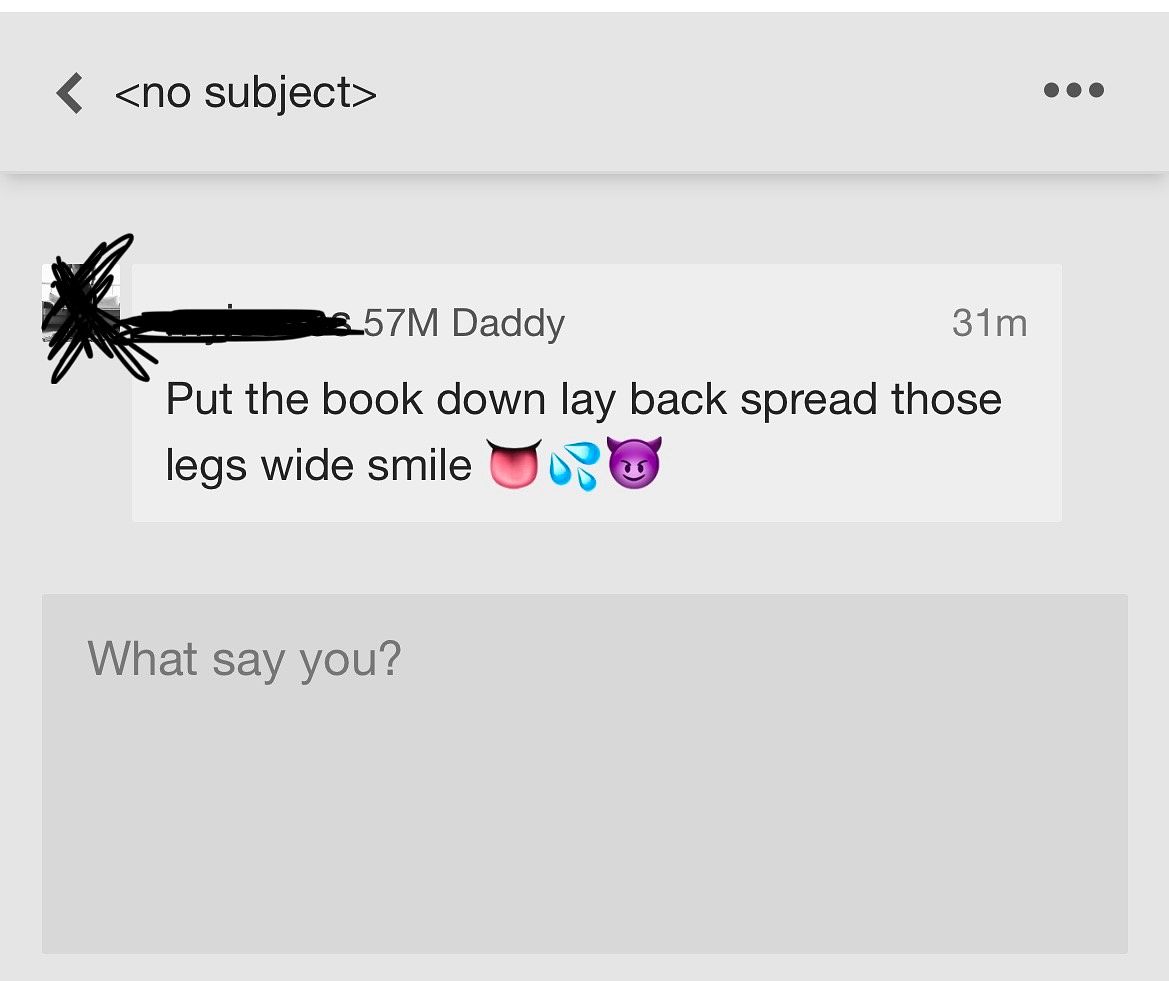 <no subject>
57M Daddy 31m
Put the book down lay back spread those
legs wide smile 👅💦😈
What say you?